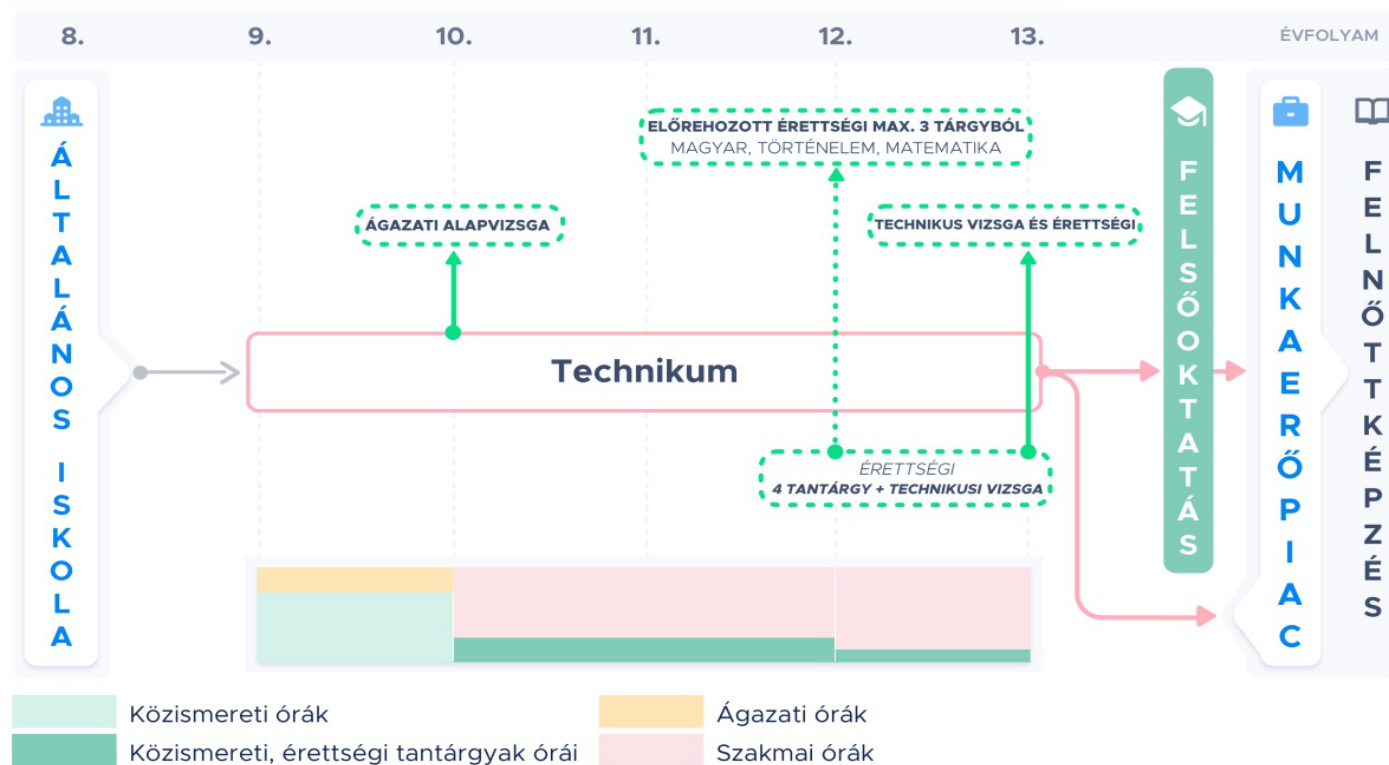 8. 9. 10. 11. 12. 13. ÉVFOLYAM
ÁLTALÁNOS ISKOLA
ELŐREHOZOTT ÉRETTSÉGI MAX. 3 TÁRGYBÓL
MAGYAR, TÖRTÉNELEM, MATEMATIKA
ÁGAZATI ALAPVIZSGA
TECHNIKUS VIZSGA ÉS ÉRETTSÉGI
Technikum
ÉRETTSÉGI
4 TANTÁRGY + TECHNIKUSI VIZSGA
FELSŐOKTATÁS
MUNKAERŐPIAC
FELNŐTTKÉPZÉS
Közismereti órák
Ágazati órák
Közismereti, érettségi tantárgyak órái
Szakmai órák